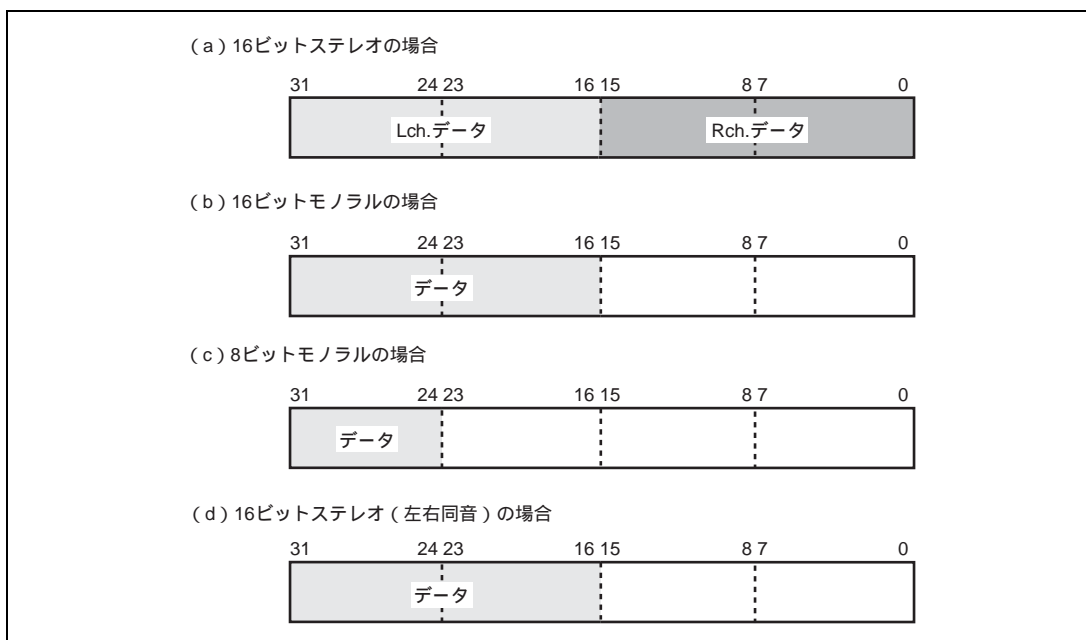 (a)16ビットステレオの場合
31 24 23 16 15 8 7 0
Lch.データ Rch.データ
(b)16ビットモノラルの場合
31 24 23 16 15 8 7 0
データ
(c)8ビットモノラルの場合
31 24 23 16 15 8 7 0
データ
(d)16ビットステレオ(左右同音)の場合
31 24 23 16 15 8 7 0
データ